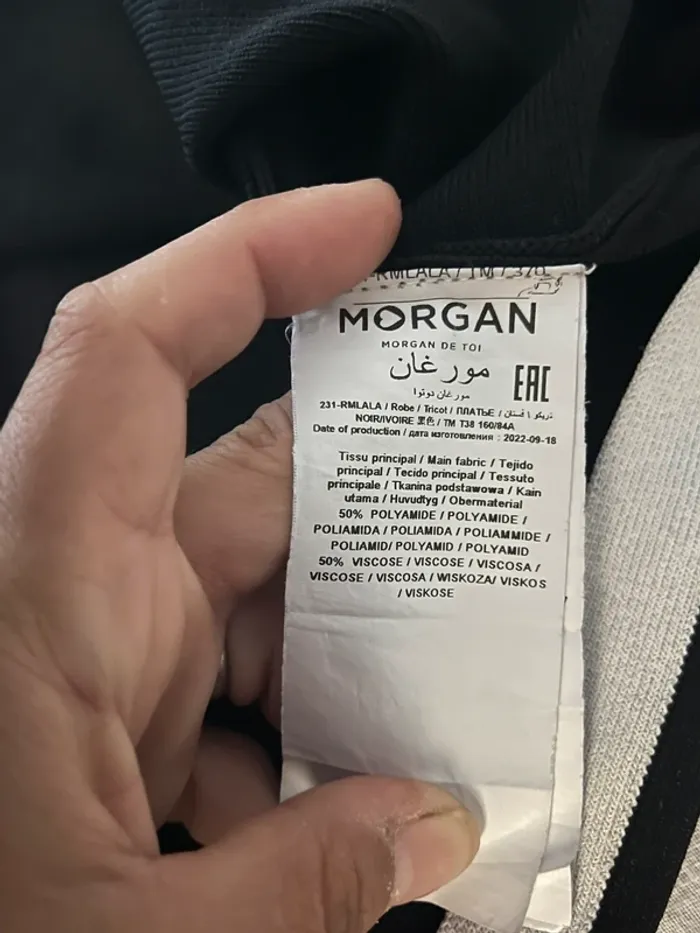 -RMLALA / TM / 370
MORGAN
MORGAN DE TOI
مورغان
EAC
مورغان دوتوا
231-RMLALA / Robe / Tricot / ПЛАТЬЕ / تريكو \ فستان
NOIR/IVOIRE 黑色 / TM T38 160/84A
Date of production / дата изготовления : 2022-09-18
Tissu principal / Main fabric / Tejido
principal / Tecido principal / Tessuto
principale / Tkanina podstawowa / Kain
utama / Huvudtyg / Obermaterial
50% POLYAMIDE / POLYAMIDE /
POLIAMIDA / POLIAMIDA / POLIAMMIDE /
POLIAMID/ POLYAMID / POLYAMID
50% VISCOSE / VISCOSE / VISCOSA /
VISCOSE / VISCOSA / WISKOZA/ VISKOS
/ VISKOSE